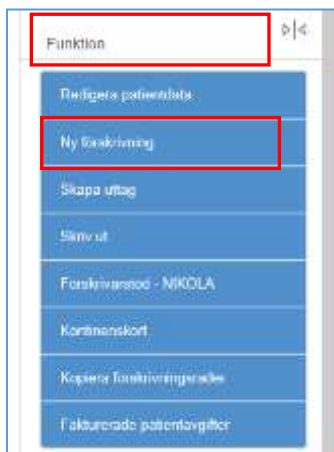 Funktion
Redigera patientdata
Ny förskrivning
Skapa uttag
Skriv ut
Förskrivarstöd - NIKOLA
Kontinenskort
Kopiera förskrivningsrader
Fakturerade patientavgifter